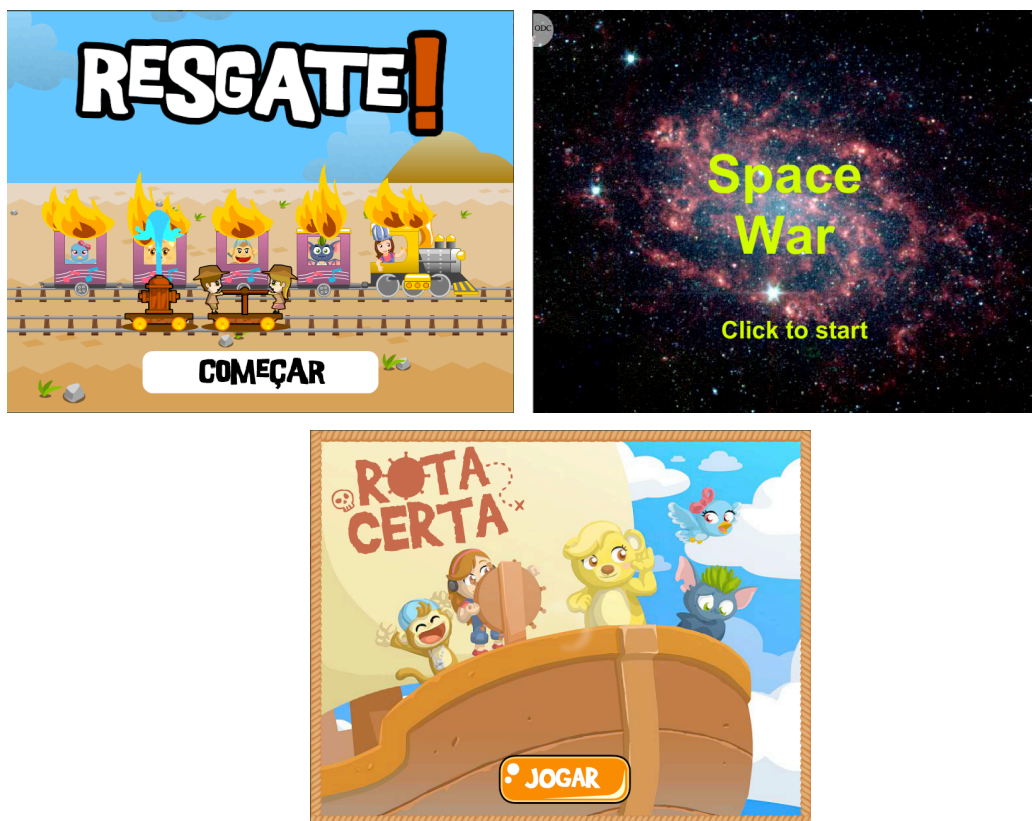 RESGATE!
COMEÇAR
ODC
Space
War
Click to start
ROTA
CERTA
JOGAR